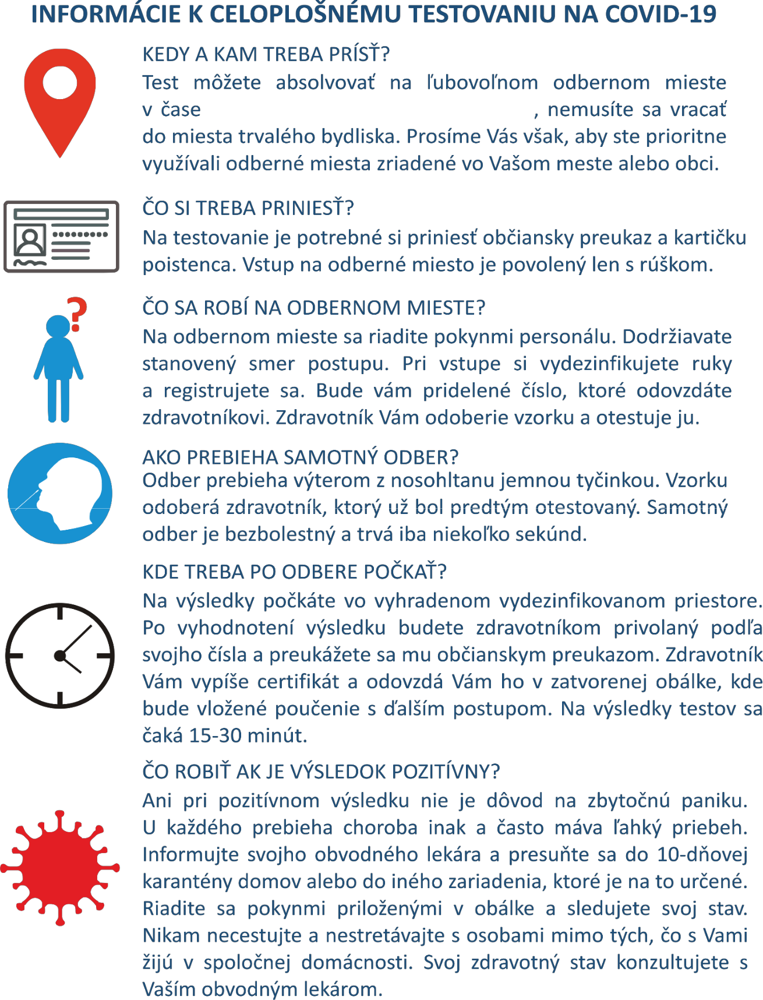 INFORMÁCIE K CELOPLOŠNÉMU TESTOVANIU NA COVID-19
KEDY A KAM TREBA PRÍSŤ?
Test môžete absolvovať na ľubovoľnom odbernom mieste
v čase , nemusíte sa vracať
do miesta trvalého bydliska. Prosíme Vás však, aby ste prioritne
využívali odberné miesta zriadené vo Vašom meste alebo obci.
ČO SI TREBA PRINIESŤ?
Na testovanie je potrebné si priniesť občiansky preukaz a kartičku
poistenca. Vstup na odberné miesto je povolený len s rúškom.
?
ČO SA ROBÍ NA ODBERNOM MIESTE?
Na odbernom mieste sa riadite pokynmi personálu. Dodržiavate
stanovený smer postupu. Pri vstupe si vydezinfikujete ruky
a registrujete sa. Bude vám pridelené číslo, ktoré odovzdáte
zdravotníkovi. Zdravotník Vám odoberie vzorku a otestuje ju.
AKO PREBIEHA SAMOTNÝ ODBER?
Odber prebieha výterom z nosohltanu jemnou tyčinkou. Vzorku
odoberá zdravotník, ktorý už bol predtým otestovaný. Samotný
odber je bezbolestný a trvá iba niekoľko sekúnd.
KDE TREBA PO ODBERE POČKAŤ?
Na výsledky počkáte vo vyhradenom vydezinfikovanom priestore.
Po vyhodnotení výsledku budete zdravotníkom privolaný podľa
svojho čísla a preukážete sa mu občianskym preukazom. Zdravotník
Vám vypíše certifikát a odovzdá Vám ho v zatvorenej obálke, kde
bude vložené poučenie s ďalším postupom. Na výsledky testov sa
čaká 15-30 minút.
ČO ROBIŤ AK JE VÝSLEDOK POZITÍVNY?
Ani pri pozitívnom výsledku nie je dôvod na zbytočnú paniku.
U každého prebieha choroba inak a často máva ľahký priebeh.
Informujte svojho obvodného lekára a presuňte sa do 10-dňovej
karantény domov alebo do iného zariadenia, ktoré je na to určené.
Riadite sa pokynmi priloženými v obálke a sledujete svoj stav.
Nikam necestujte a nestretávajte s osobami mimo tých, čo s Vami
žijú v spoločnej domácnosti. Svoj zdravotný stav konzultujete s
Vaším obvodným lekárom.